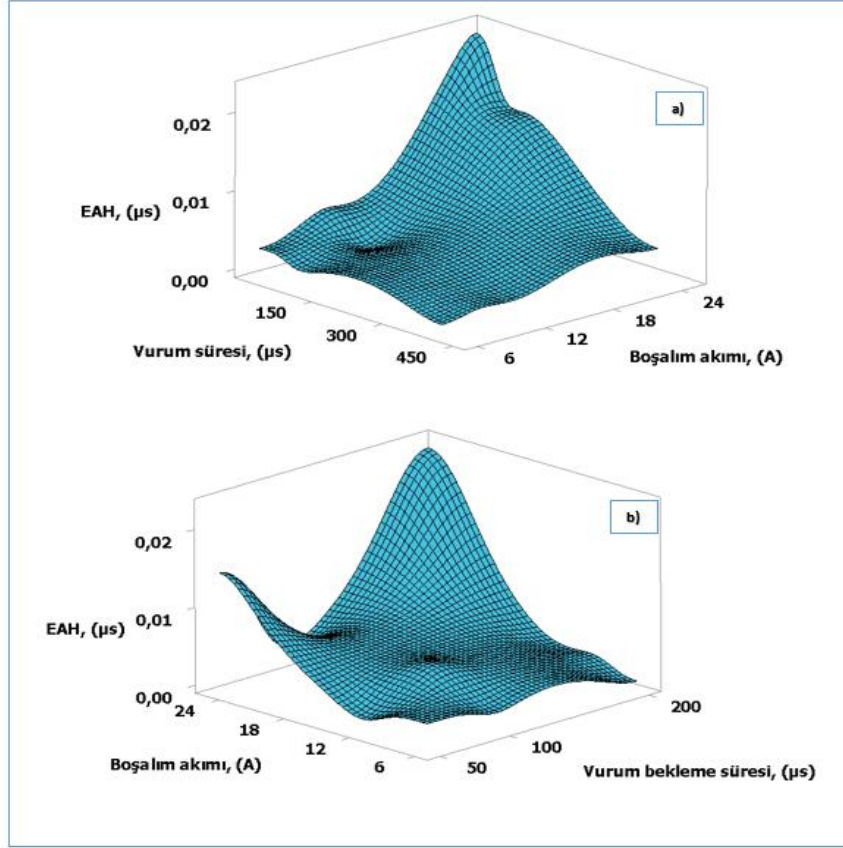 a)
0,02
0,01
EAH, (µs)
0,00
150
300
450
Vurum süresi, (µs)
6
12
18
24
Boşalım akımı, (A)
b)
0,02
0,01
EAH, (µs)
0,00
24
18
12
6
Boşalım akımı, (A)
50
100
200
Vurum bekleme süresi, (µs)